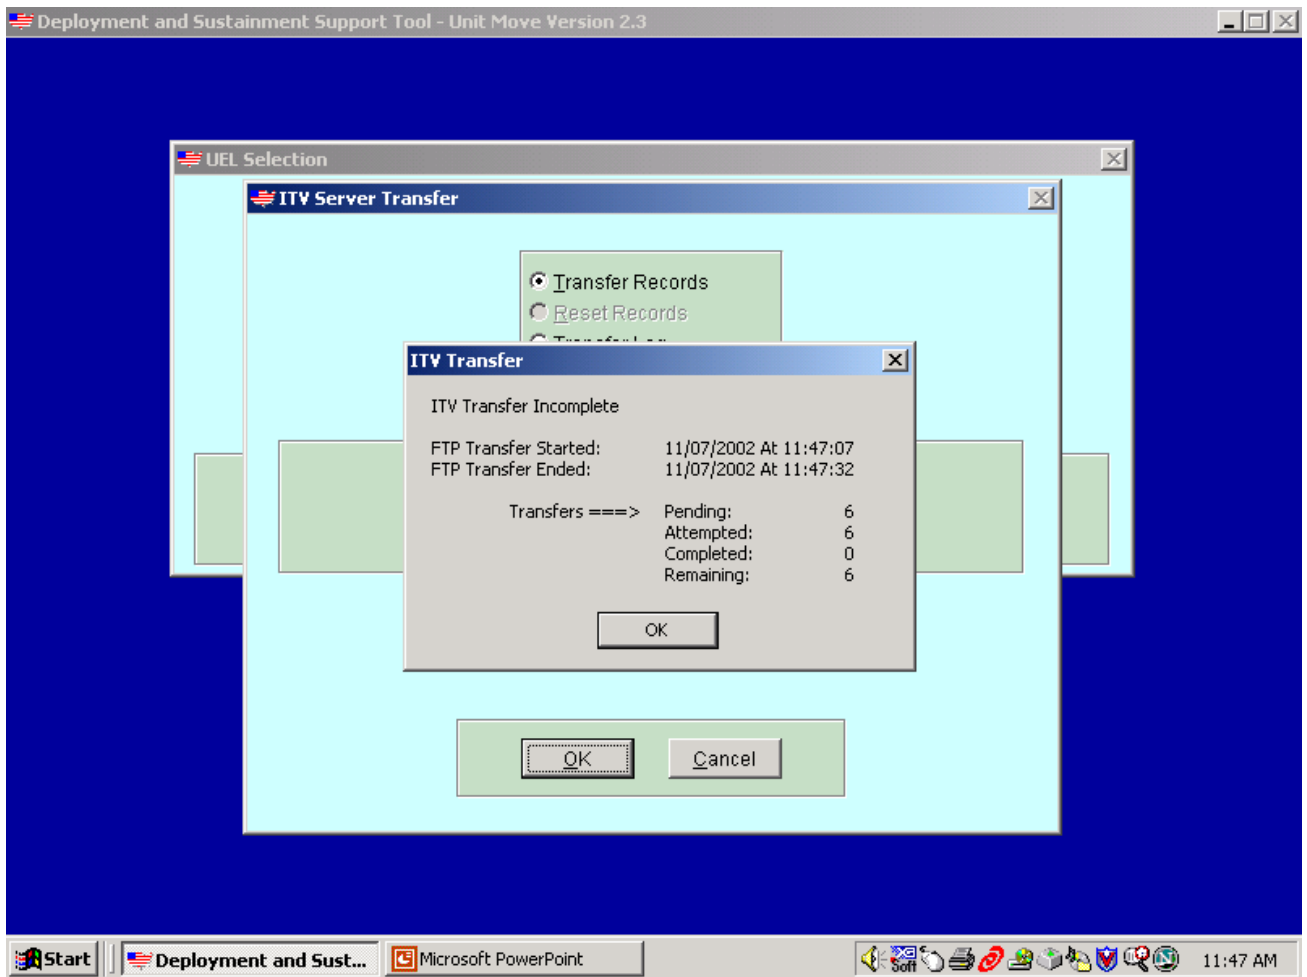 Deployment and Sustainment Support Tool - Unit Move Version 2.3
UEL Selection
ITV Server Transfer
Transfer Records
Reset Records
ITV Transfer
ITV Transfer Incomplete
FTP Transfer Started: 11/07/2002 At 11:47:07
FTP Transfer Ended: 11/07/2002 At 11:47:32
Transfers ===> Pending: 6
Attempted: 6
Completed: 0
Remaining: 6
OK
OK Cancel
Start Deployment and Sust... Microsoft PowerPoint Soft 11:47 AM